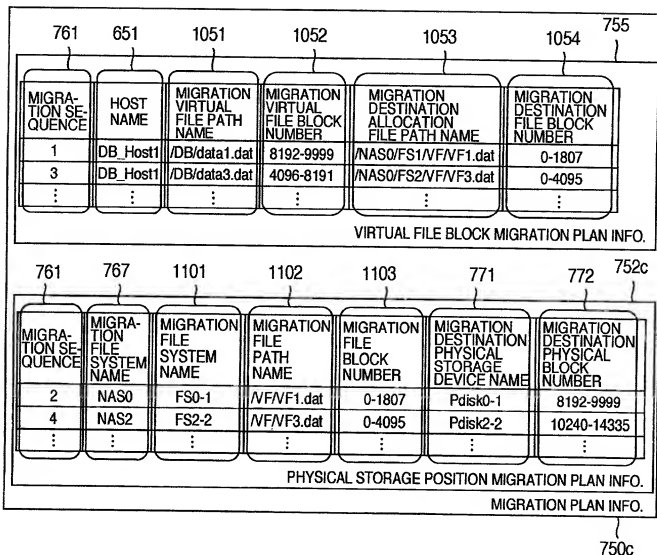 761 651 1051 1052 1053 1054 755
MIGRATION SEQUENCE HOST NAME MIGRATION VIRTUAL FILE PATH NAME MIGRATION VIRTUAL FILE BLOCK NUMBER MIGRATION DESTINATION ALLOCATION FILE PATH NAME MIGRATION DESTINATION FILE BLOCK NUMBER
1 DB_Host1 /DB/data1.dat 8192-9999 /NAS0/FS1/VF/VF1.dat 0-1807
3 DB_Host1 /DB/data3.dat 4096-8191 /NAS0/FS2/VF/VF3.dat 0-4095
⋮ ⋮ ⋮ ⋮ ⋮ ⋮
VIRTUAL FILE BLOCK MIGRATION PLAN INFO.
761 767 1101 1102 1103 771 772 752c
MIGRATION SEQUENCE MIGRATION FILE SYSTEM NAME MIGRATION FILE SYSTEM NAME MIGRATION FILE PATH NAME MIGRATION FILE BLOCK NUMBER MIGRATION DESTINATION PHYSICAL STORAGE DEVICE NAME MIGRATION DESTINATION PHYSICAL BLOCK NUMBER
2 NAS0 FS0-1 /VF/VF1.dat 0-1807 Pdisk0-1 8192-9999
4 NAS2 FS2-2 /VF/VF3.dat 0-4095 Pdisk2-2 10240-14335
⋮ ⋮ ⋮ ⋮ ⋮ ⋮ ⋮
PHYSICAL STORAGE POSITION MIGRATION PLAN INFO.
MIGRATION PLAN INFO.
750c